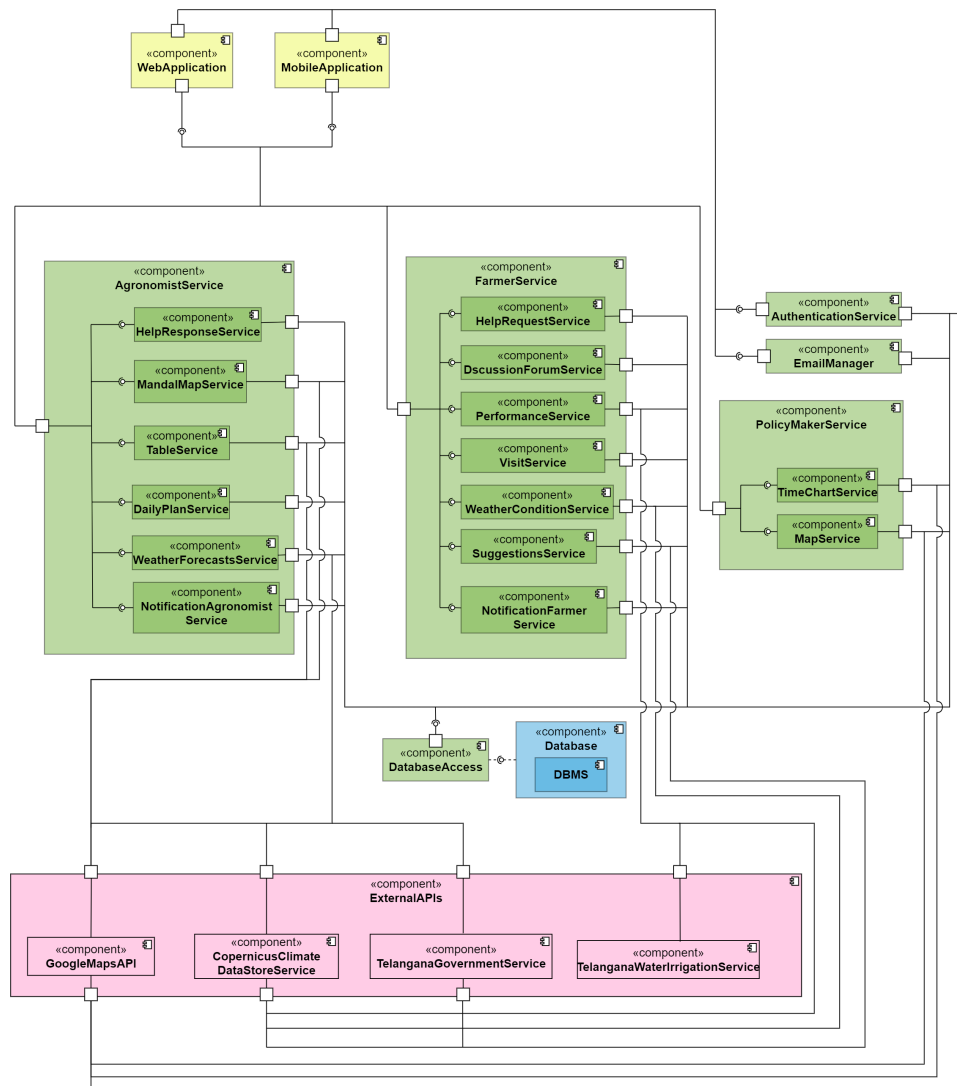 «component»
WebApplication
«component»
MobileApplication
«component»
AgronomistService
«component»
HelpResponseService
«component»
MandalMapService
«component»
TableService
«component»
DailyPlanService
«component»
WeatherForecastsService
«component»
NotificationAgronomist
Service
«component»
FarmerService
«component»
HelpRequestService
«component»
DscussionForumService
«component»
PerformanceService
«component»
VisitService
«component»
WeatherConditionService
«component»
SuggestionsService
«component»
NotificationFarmer
Service
«component»
AuthenticationService
«component»
EmailManager
«component»
PolicyMakerService
«component»
TimeChartService
«component»
MapService
«component»
DatabaseAccess
«component»
Database
DBMS
«component»
ExternalAPIs
«component»
GoogleMapsAPI
«component»
CopernicusClimate
DataStoreService
«component»
TelanganaGovernmentService
«component»
TelanganaWaterIrrigationService